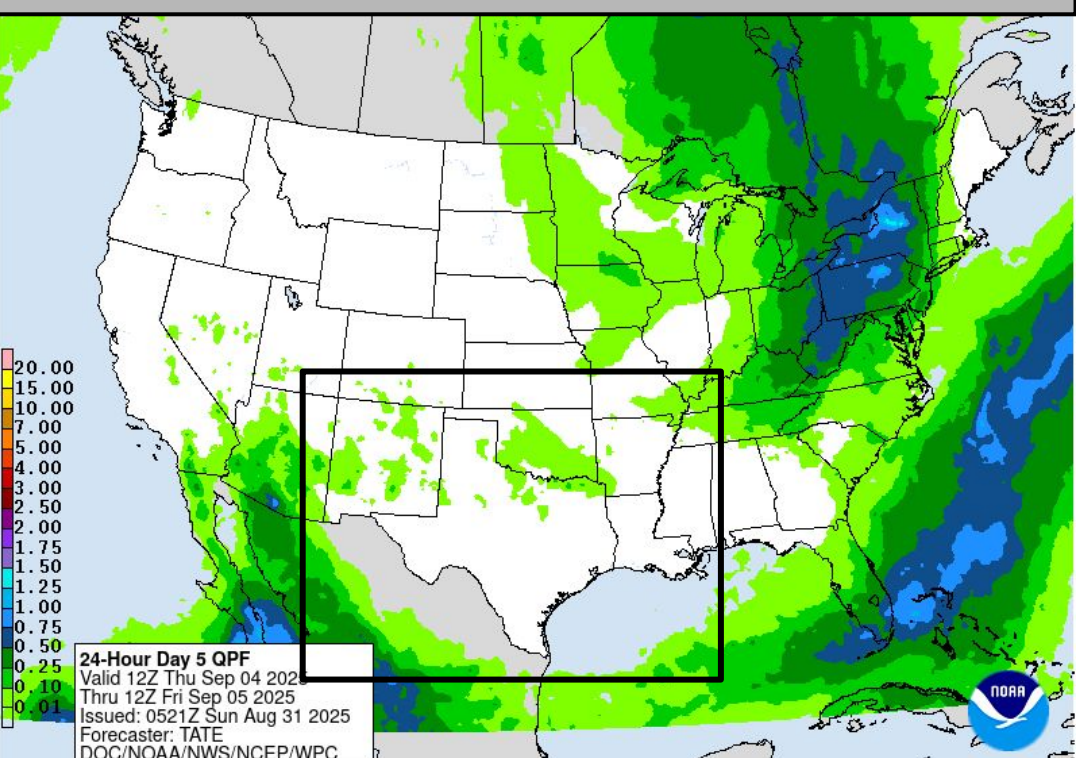 20.00
15.00
10.00
7.00
5.00
4.00
3.00
2.50
2.00
1.75
1.50
1.25
1.00
0.75
0.50
0.25
0.10
0.01
24-Hour Day 5 QPF
Valid 12Z Thu Sep 04 2025
Thru 12Z Fri Sep 05 2025
Issued: 0521Z Sun Aug 31 2025
Forecaster: TATE
DOC/NOAA/NWS/NCEP/WPC
NOAA